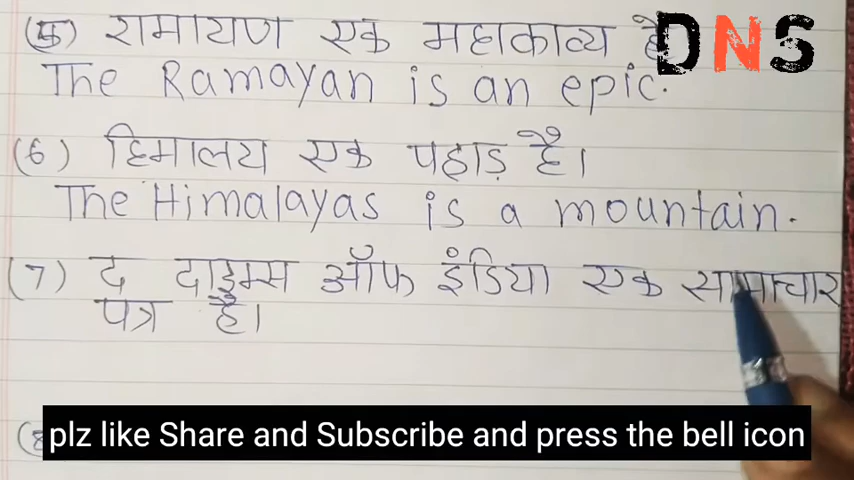 (5) रामायण एक महाकाव्य है
DNS
The Ramayan is an epic.
(6) हिमालय एक पहाड़ है।
The Himalayas is a mountain.
(7) द टाइम्स ऑफ इंडिया एक समाचार
पत्र है।
(8
plz like Share and Subscribe and press the bell icon